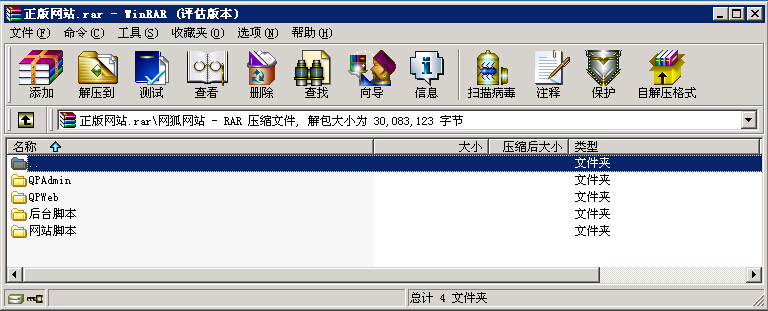 正版网站.rar - WinRAR (评估版本)
文件(F) 命令(C) 工具(S) 收藏夹(O) 选项(N) 帮助(H)
添加 解压到 测试 查看 删除 查找 向导 信息 扫描病毒 注释 保护 自解压格式
正版网站.rar\网狐网站 - RAR 压缩文件, 解包大小为 30,083,123 字节
名称 大小 压缩后大小 类型
.. 文件夹
QPAdmin 文件夹
QPWeb 文件夹
后台脚本 文件夹
网站脚本 文件夹
总计 4 文件夹